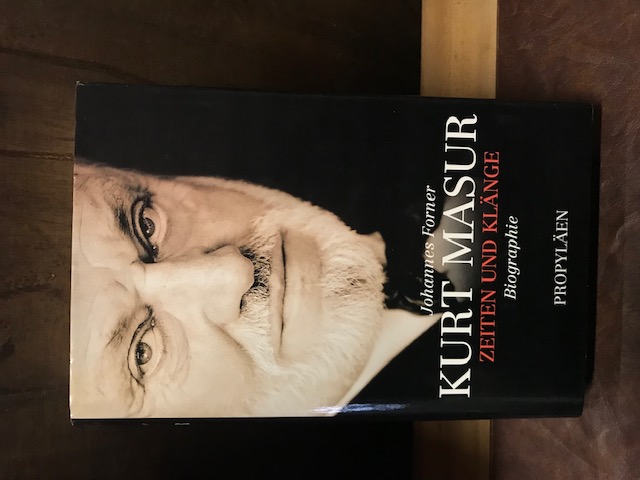 Johannes Forner
KURT MASUR
ZEITEN UND KLÄNGE
Biographie
PROPYLÄEN